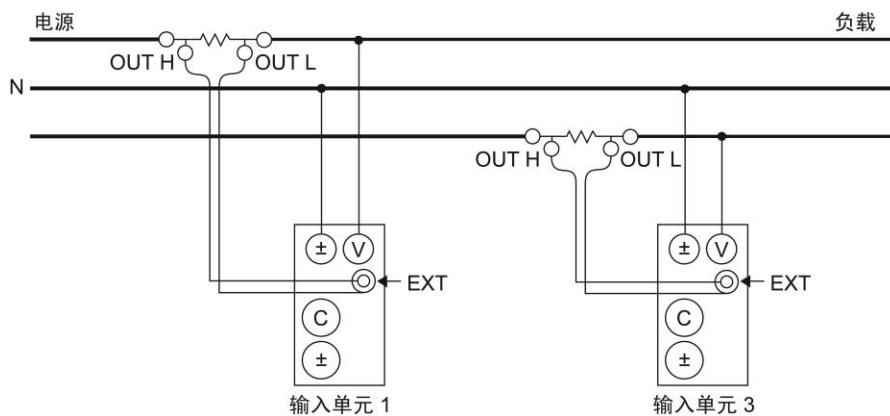 电源 负载
OUT H OUT L
N
OUT H OUT L
± V ± V
EXT EXT
C C
± ±
输入单元 1 输入单元 3